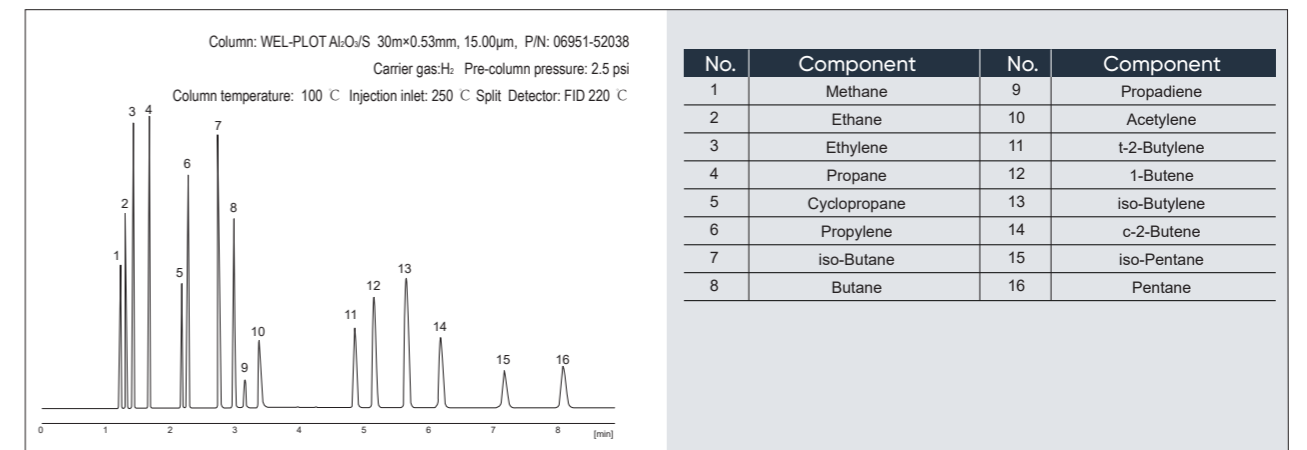 Column: WEL-PLOT Al₂O₃/S 30m×0.53mm, 15.00μm, P/N: 06951-52038
Carrier gas:H₂ Pre-column pressure: 2.5 psi
Column temperature: 100 ℃ Injection inlet: 250 ℃ Split Detector: FID 220 ℃
1
2
3
4
5
6
7
8
9
10
11
12
13
14
15
16
0 1 2 3 4 5 6 7 8 [min]
No. Component No. Component
1 Methane 9 Propadiene
2 Ethane 10 Acetylene
3 Ethylene 11 t-2-Butylene
4 Propane 12 1-Butene
5 Cyclopropane 13 iso-Butylene
6 Propylene 14 c-2-Butene
7 iso-Butane 15 iso-Pentane
8 Butane 16 Pentane